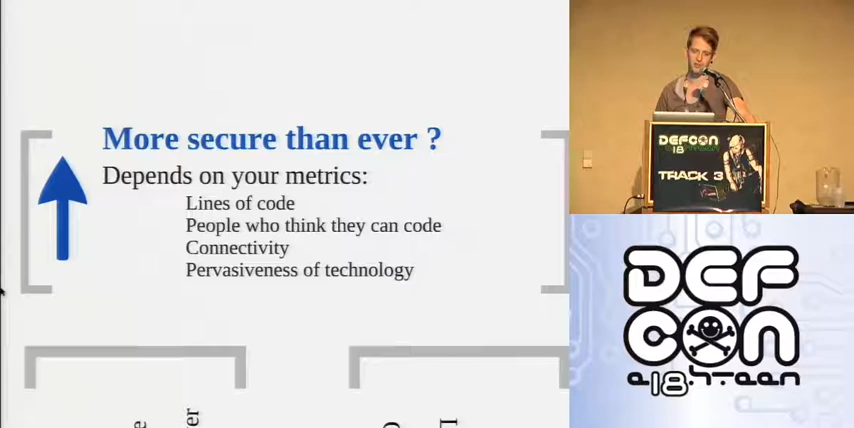 More secure than ever ?
Depends on your metrics:
Lines of code
People who think they can code
Connectivity
Pervasiveness of technology
DEFCON
18
TRACK 3
DEF
CON
e18hteen